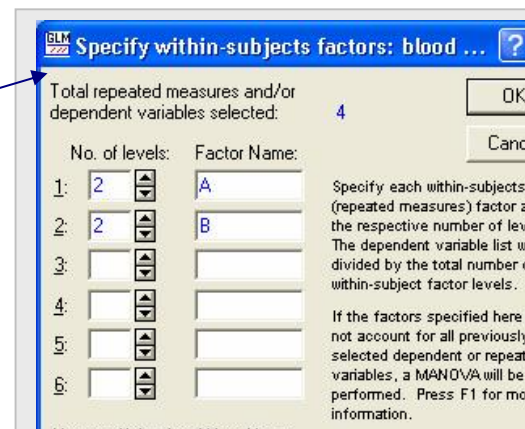 GLM Specify within-subjects factors: blood ... ?
Total repeated measures and/or
dependent variables selected: 4
OK
No. of levels: Factor Name:
1: 2 A
2: 2 B
3:
4:
5:
6:
Specify each within-subjects
(repeated measures) factor
the respective number of
The dependent variable list
divided by the total number
within-subject factor levels.
If the factors specified here
not account for all previously
selected dependent or
variables, a MANOVA will be
performed. Press F1 for
information.